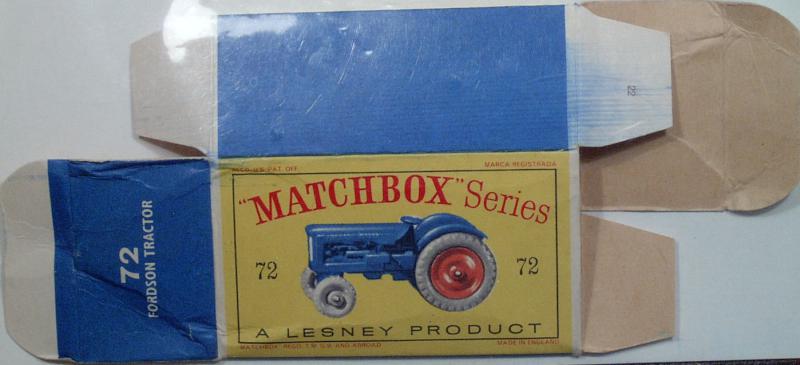 REGD. U.S. PAT. OFF. MARCA REGISTRADA
"MATCHBOX" Series
72 72
A LESNEY PRODUCT
"MATCHBOX" REGD. T.M. G.B. AND ABROAD MADE IN ENGLAND
72
FORDSON TRACTOR